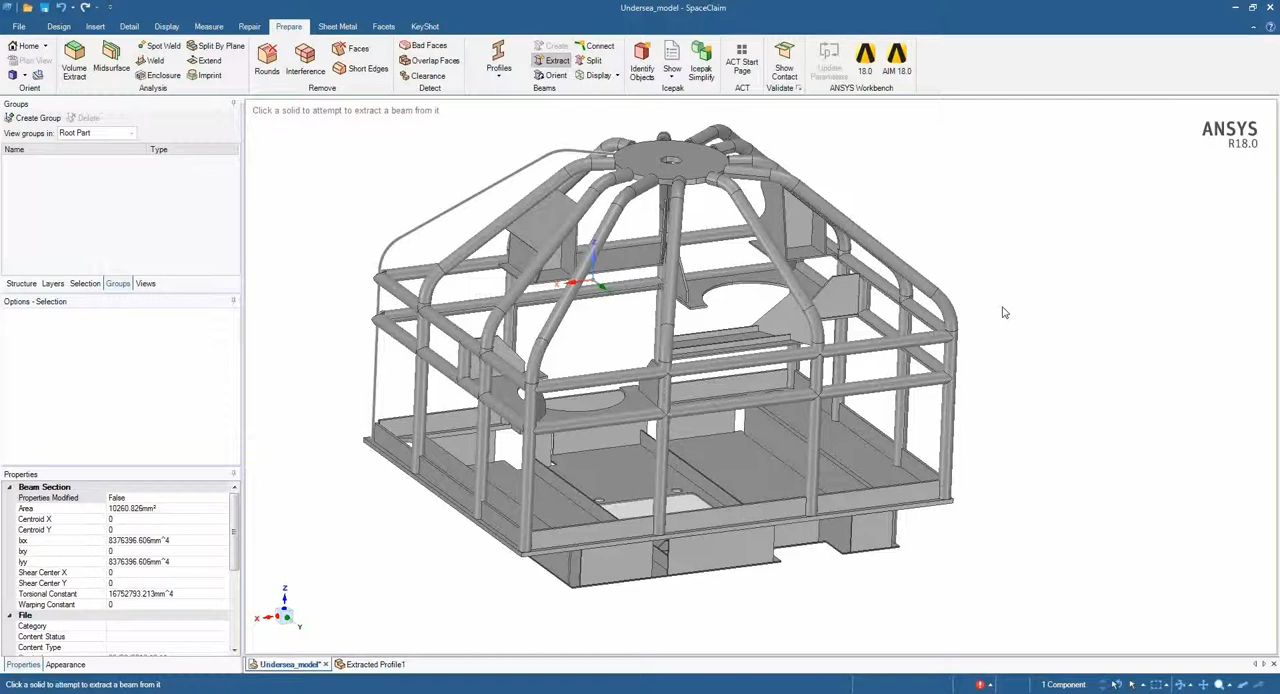 Undersea_model - SpaceClaim
File Design Insert Detail Display Measure Repair Prepare Sheet Metal Facets KeyShot
Home
Plan View
Orient
Volume Extract
Midsurface
Spot Weld
Weld
Enclosure
Split By Plane
Extend
Imprint
Analysis
Rounds
Interference
Faces
Short Edges
Remove
Bad Faces
Overlap Faces
Clearance
Detect
Profiles
Create
Extract
Orient
Connect
Split
Display
Beams
Identify Objects
Show
Icepak Simplify
Icepak
ACT Start Page
ACT
Show Contact
Validate
Update Parameters
18.0
AIM 18.0
ANSYS Workbench
Groups
Create Group Delete
View groups in: Root Part
Name Type
Structure Layers Selection Groups Views
Options - Selection
Properties
Beam Section
Properties Modified False
Area 10260.826mm²
Centroid X 0
Centroid Y 0
Ixx 8376396.606mm^4
Ixy 0
Iyy 8376396.606mm^4
Shear Center X 0
Shear Center Y 0
Torsional Constant 16752793.213mm^4
Warping Constant 0
File
Category
Content Status
Content Type
Properties Appearance
Click a solid to attempt to extract a beam from it
ANSYS
R18.0
Z
X
Z
X
Y
Undersea_model* Extracted Profile1
Click a solid to attempt to extract a beam from it
1 Component